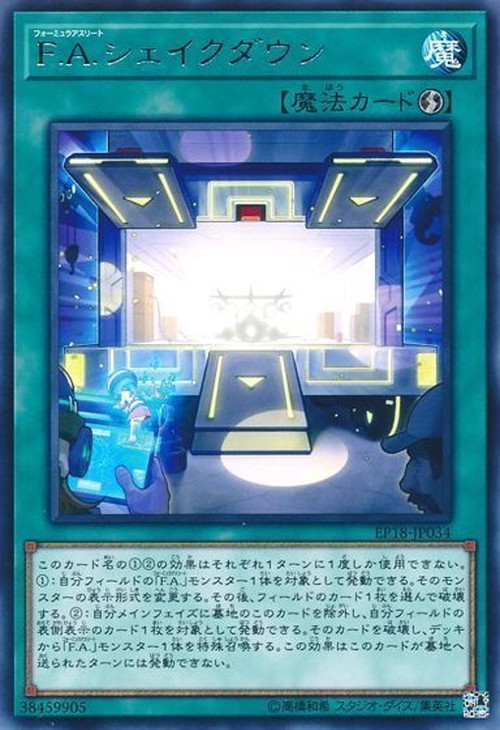 フォーミュラアスリート
F.A.シェイクダウン
魔
【魔法カード】
EP18-JP034
このカード名の①②の効果はそれぞれ1ターンに1度しか使用できない。
①：自分フィールドの「F.A.」モンスター1体を対象として発動できる。そのモン
スターの表示形式を変更する。その後、フィールドのカード1枚を選んで破壊
する。②：自分メインフェイズに墓地のこのカードを除外し、自分フィールドの
表側表示のカード1枚を対象として発動できる。そのカードを破壊し、デッキ
から「F.A.」モンスター1体を特殊召喚する。この効果はこのカードが墓地へ
送られたターンには発動できない。
38459905
©高橋和希 スタジオ・ダイス/集英社